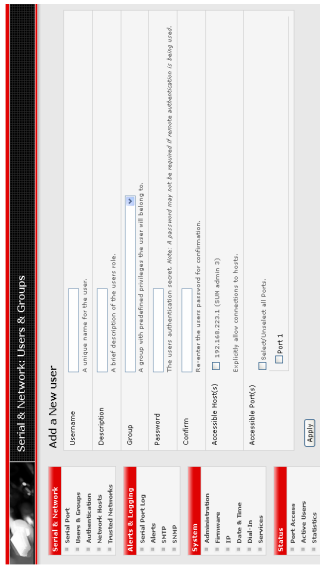 Serial & Network: Users & Groups
Serial & Network
Serial Port
Users & Groups
Authentication
Network Hosts
Trusted Networks
Alerts & Logging
Serial Port Log
Alerts
SMTP
SNMP
System
Administration
Firmware
IP
Date & Time
Dial-In
Services
Status
Port Access
Active Users
Statistics
Add a New user
Username
A unique name for the user.
Description
A brief description of the users role.
Group
A group with predefined privileges the user will belong to.
Password
The users authentication secret. Note: A password may not be required if remote authentication is being used.
Confirm
Re-enter the users password for confirmation.
Accessible Host(s)
192.168.223.1 (SUN admin 3)
Explicitly allow connections to hosts.
Accessible Port(s)
Select/Unselect all Ports.
Port 1
Apply